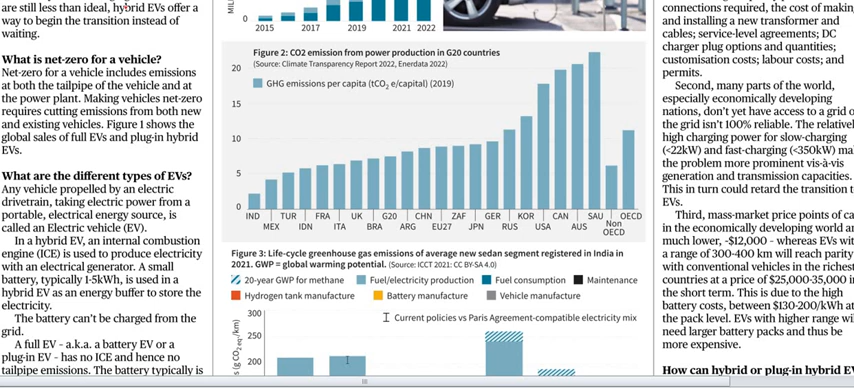 are still less than ideal, hybrid EVs offer a
way to begin the transition instead of
waiting.
What is net-zero for a vehicle?
Net-zero for a vehicle includes emissions
at both the tailpipe of the vehicle and at
the power plant. Making vehicles net-zero
requires cutting emissions from both new
and existing vehicles. Figure 1 shows the
global sales of full EVs and plug-in hybrid
EVs.
What are the different types of EVs?
Any vehicle propelled by an electric
drivetrain, taking electric power from a
portable, electrical energy source, is
called an Electric vehicle (EV).
In a hybrid EV, an internal combustion
engine (ICE) is used to produce electricity
with an electrical generator. A small
battery, typically 1-5kWh, is used in a
hybrid EV as an energy buffer to store the
electricity.
The battery can't be charged from the
grid.
A full EV - a.k.a. a battery EV or a
plug-in EV - has no ICE and hence no
tailpipe emissions. The battery typically is
0
2015 2017 2019 2021 2022
Figure 2: CO2 emission from power production in G20 countries
(Source: Climate Transparency Report 2022, Enerdata 2022)
GHG emissions per capita (tCO2 e/capita) (2019)
20
15
10
5
0
IND TUR FRA UK G20 CHN ZAF GER KOR CAN SAU OECD
MEX IDN ITA BRA ARG EU27 JPN RUS USA AUS Non
OECD
Figure 3: Life-cycle greenhouse gas emissions of average new sedan segment registered in India in
2021. GWP = global warming potential. (Source: ICCT 2021: CC BY-SA 4.0)
20-year GWP for methane Fuel/electricity production Fuel consumption Maintenance
Hydrogen tank manufacture Battery manufacture Vehicle manufacture
Current policies vs Paris Agreement-compatible electricity mix
300
250
200
s (g CO2 eq-/km)
connections required, the cost of making
and installing a new transformer and
cables; service-level agreements; DC
charger plug options and quantities;
customisation costs; labour costs; and
permits.
Second, many parts of the world,
especially economically developing
nations, don't yet have access to a grid o
the grid isn't 100% reliable. The relativel
high charging power for slow-charging
(<22kW) and fast-charging (<350kW) mal
the problem more prominent vis-à-vis
generation and transmission capacities.
This in turn could retard the transition t
EVs.
Third, mass-market price points of ca
in the economically developing world ar
much lower, -$12,000 - whereas EVs wit
a range of 300-400 km will reach parity
with conventional vehicles in the richest
countries at a price of $25,000-35,000 in
the short term. This is due to the high
battery costs, between $130-200/kWh at
the pack level. EVs with higher range wil
need larger battery packs and thus be
more expensive.
How can hybrid or plug-in hybrid EV